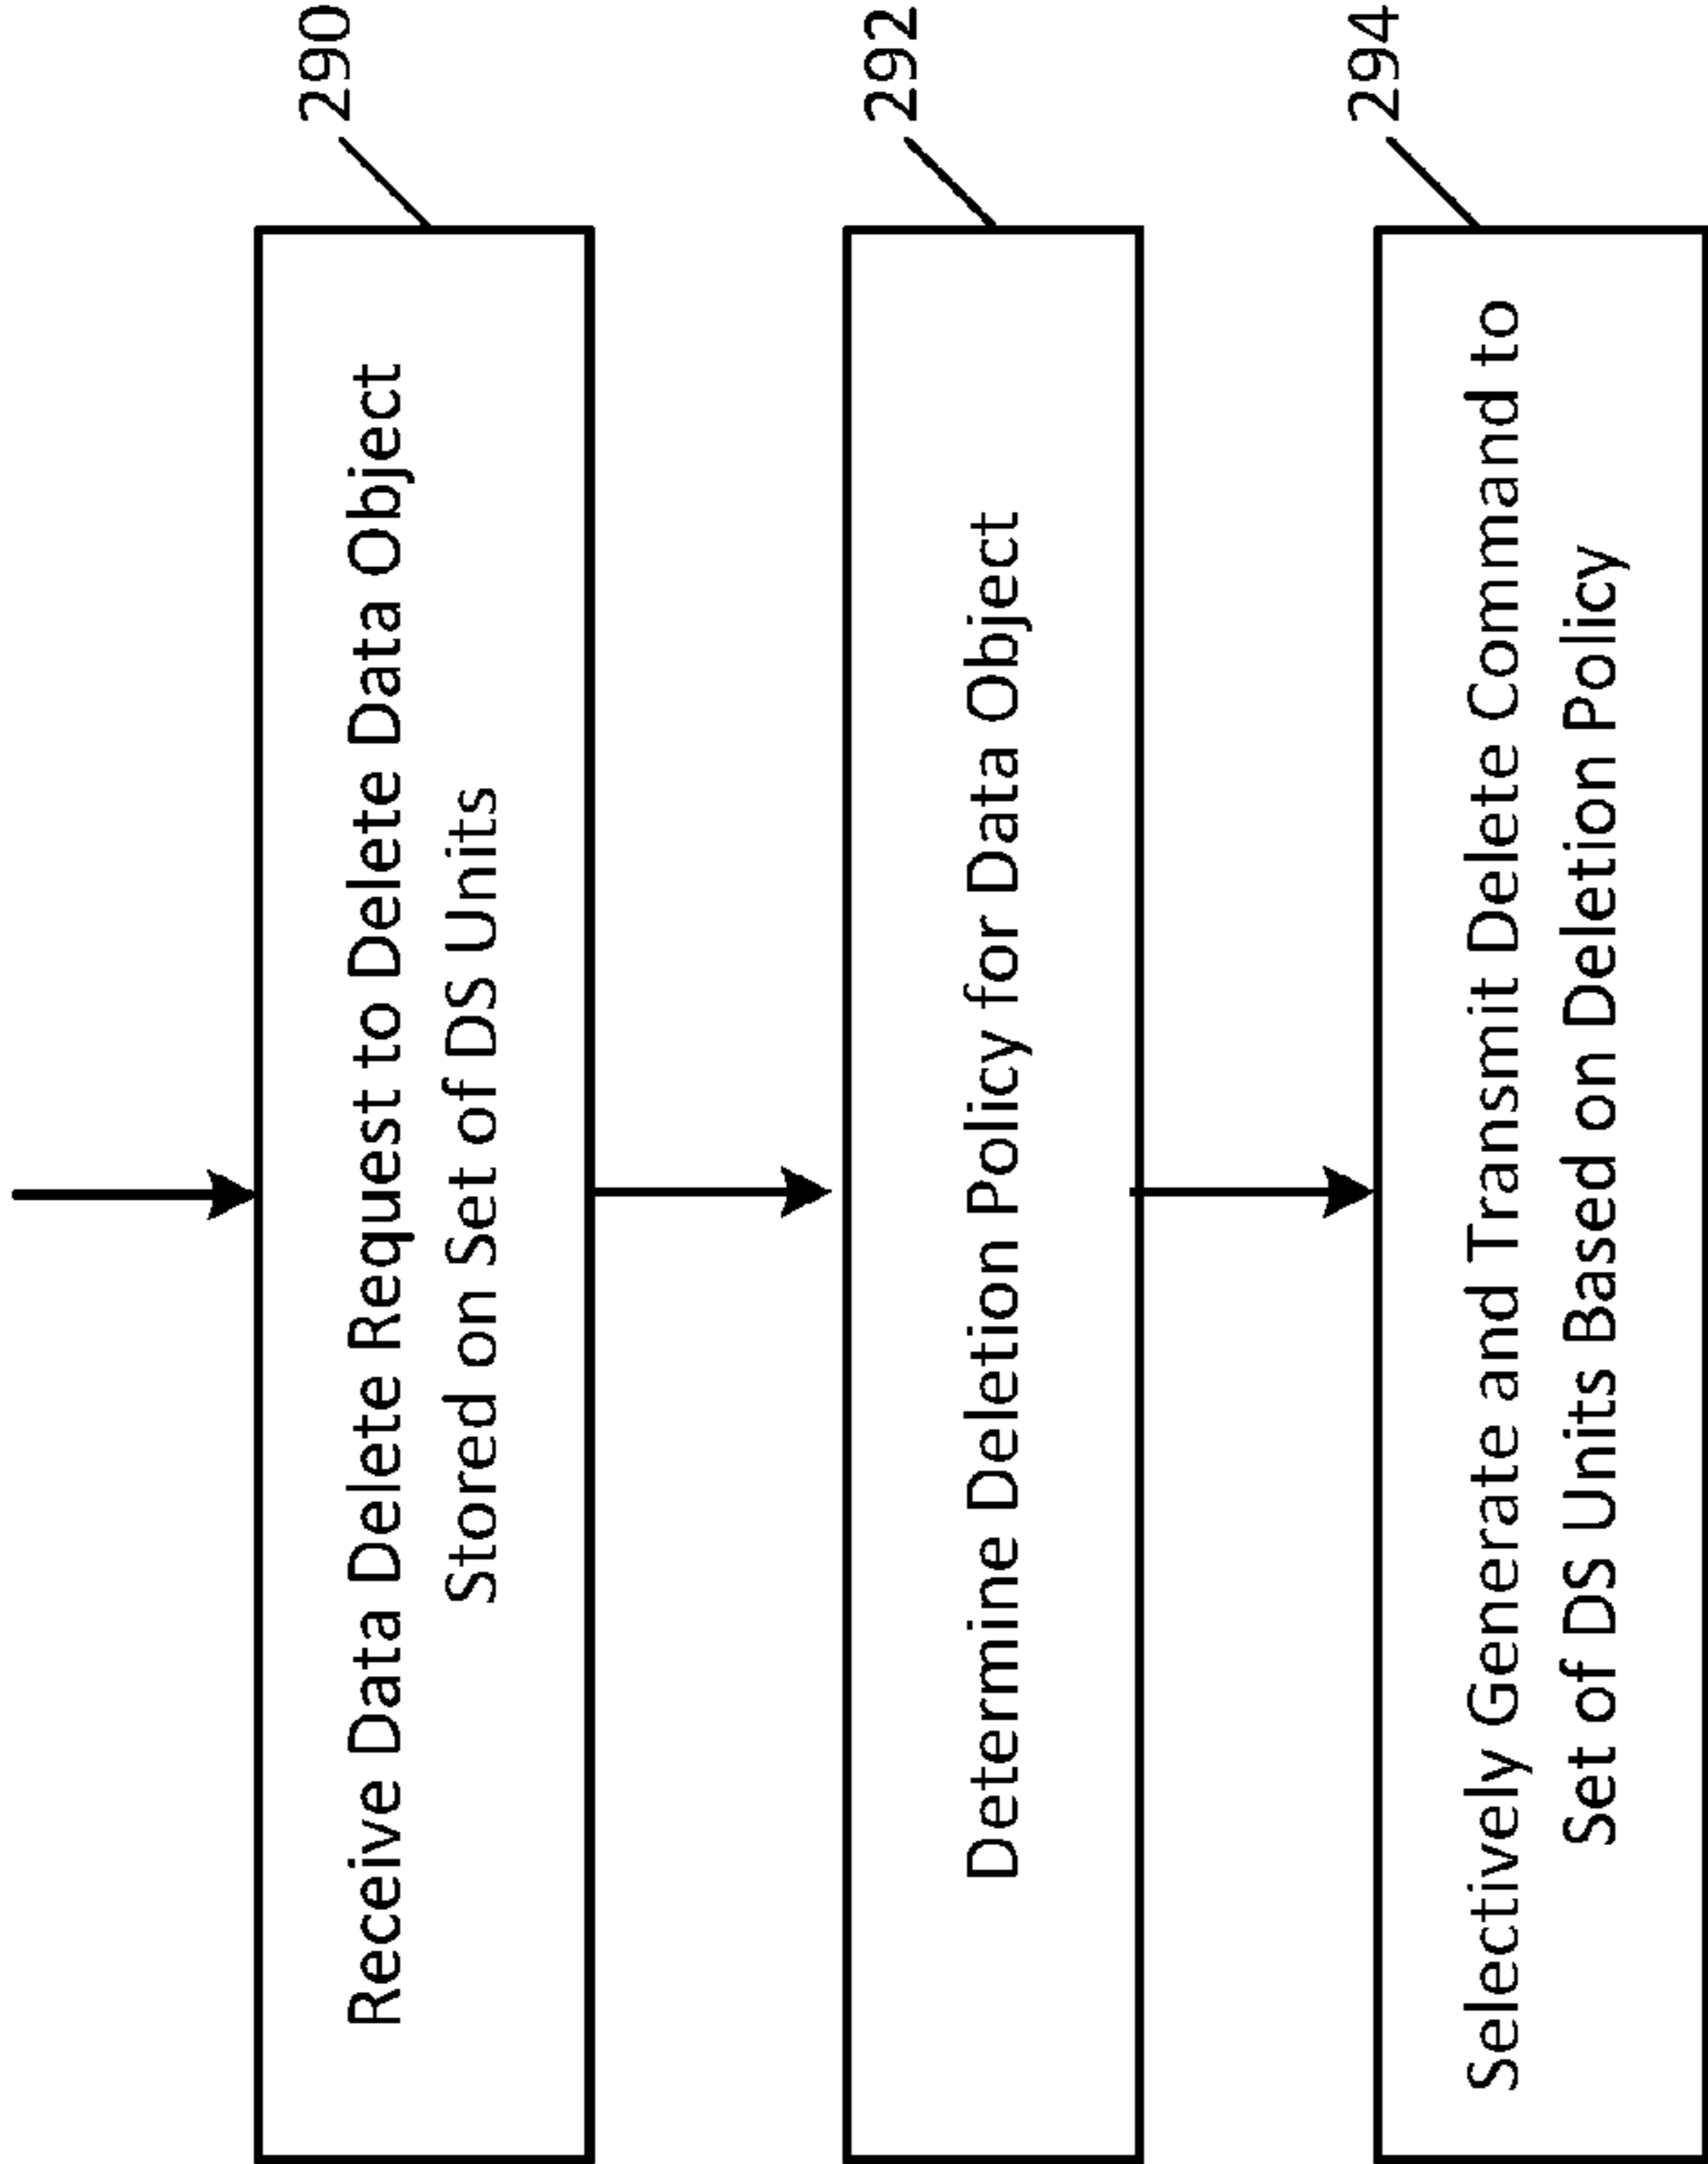 290
Receive Data Delete Request to Delete Data Object
Stored on Set of DS Units
292
Determine Deletion Policy for Data Object
294
Selectively Generate and Transmit Delete Command to
Set of DS Units Based on Deletion Policy